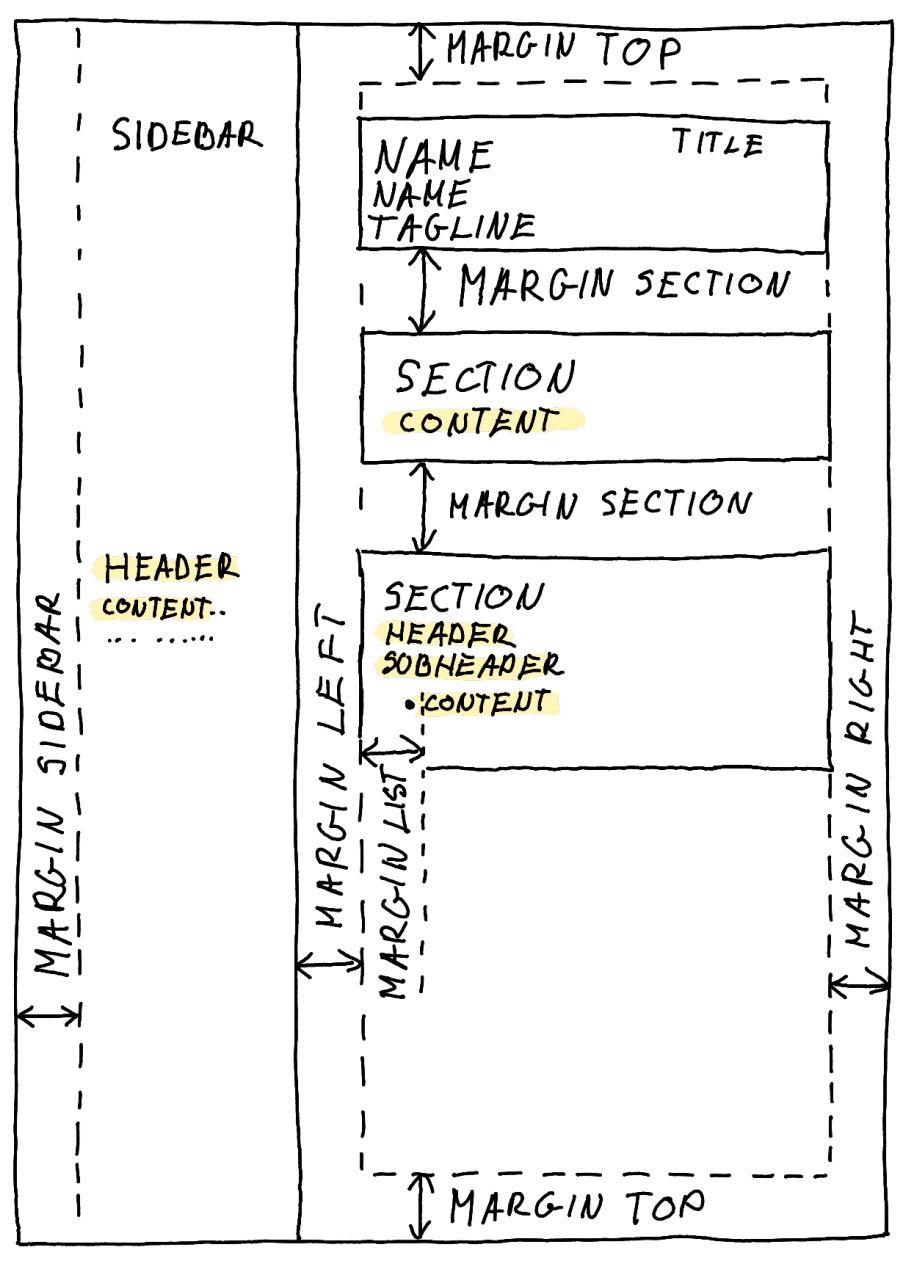 MARGIN TOP
SIDEBAR
TITLE
NAME
NAME
TAGLINE
MARGIN SECTION
SECTION
CONTENT
MARGIN SECTION
HEADER
CONTENT..
... ......
SECTION
HEADER
SUBHEADER
• CONTENT
MARGIN SIDEBAR
MARGIN LEFT
MARGIN LIST
MARGIN RIGHT
MARGIN TOP